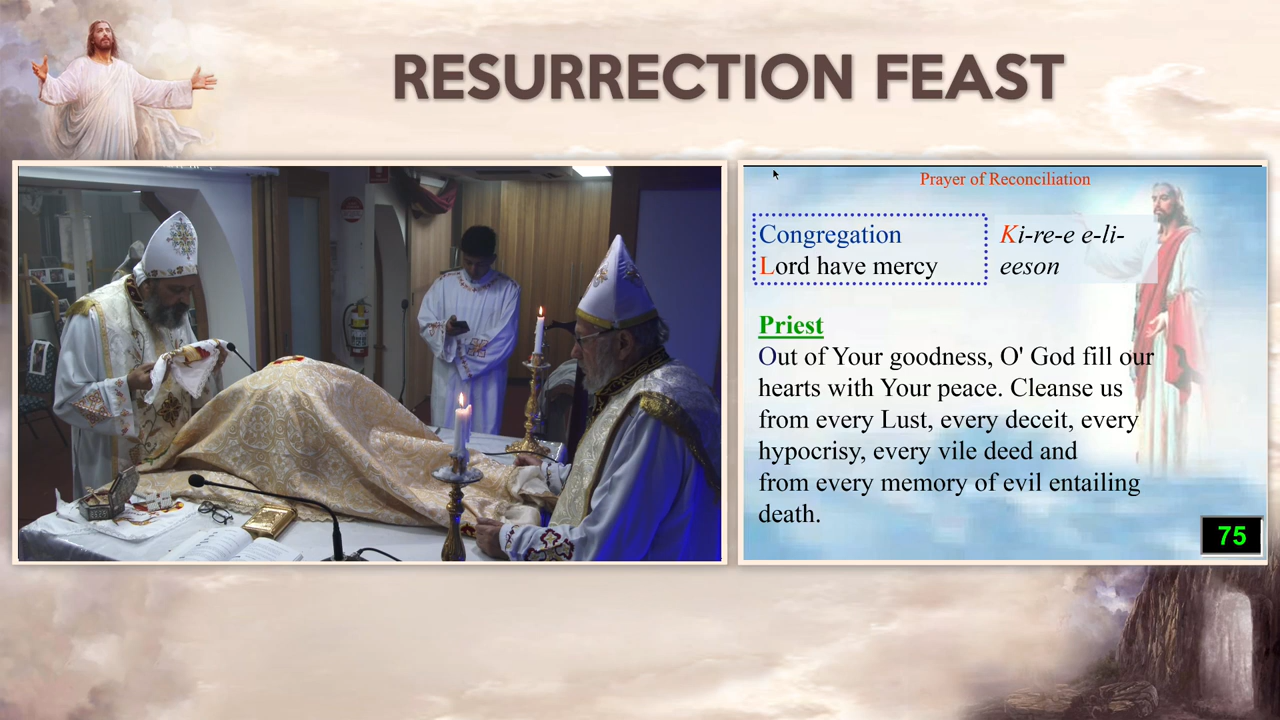 RESURRECTION FEAST
Prayer of Reconciliation
Congregation
Lord have mercy
Ki-re-e e-li-
eeson
Priest
Out of Your goodness, O' God fill our
hearts with Your peace. Cleanse us
from every Lust, every deceit, every
hypocrisy, every vile deed and
from every memory of evil entailing
death.
75